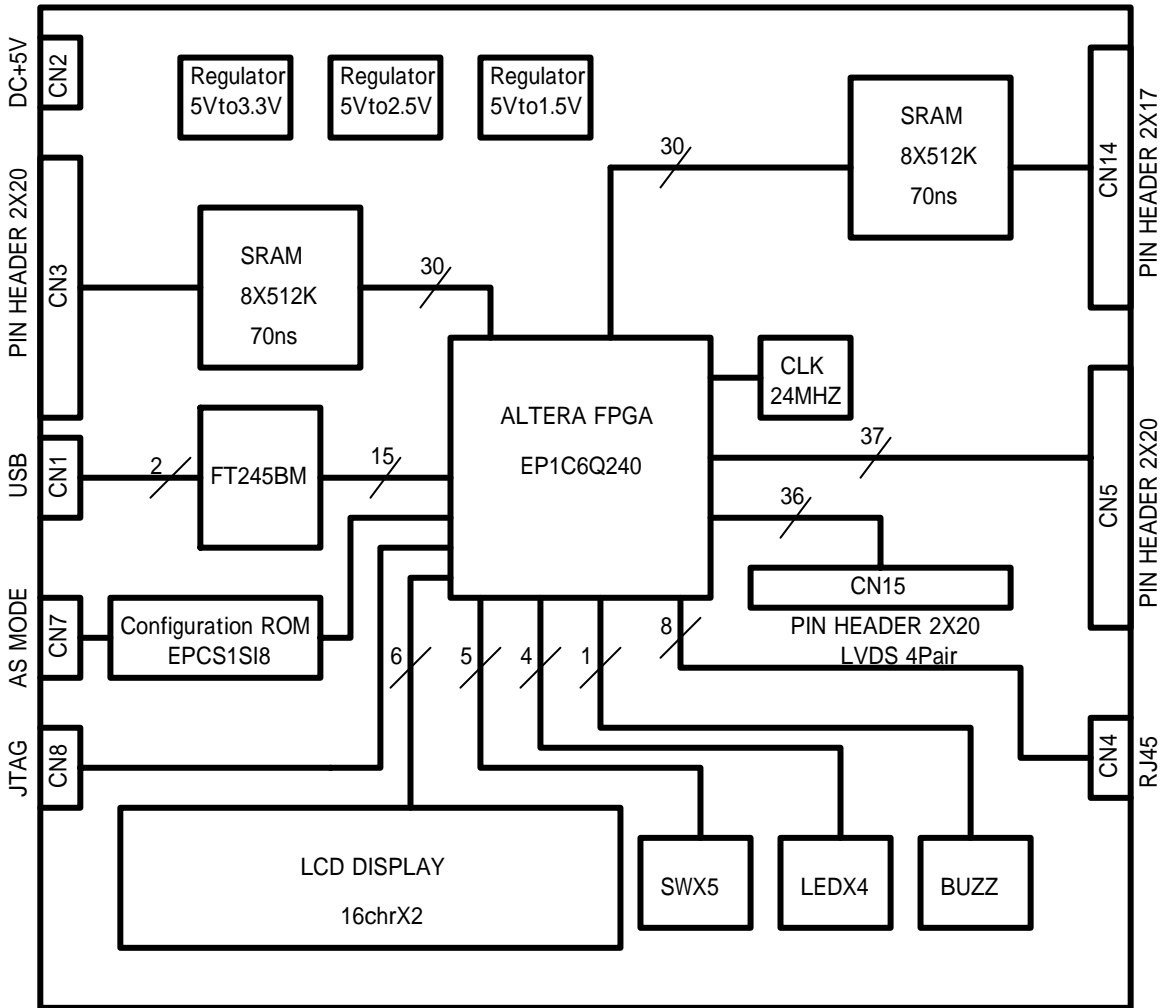 DC+5V
CN2
Regulator
5Vto3.3V
Regulator
5Vto2.5V
Regulator
5Vto1.5V
SRAM
8X512K
70ns
30
CN14
PIN HEADER 2X17
PIN HEADER 2X20
CN3
SRAM
8X512K
70ns
30
ALTERA FPGA
EP1C6Q240
CLK
24MHZ
USB
CN1
2
FT245BM
15
37
CN5
PIN HEADER 2X20
36
CN15
PIN HEADER 2X20
LVDS 4Pair
AS MODE
CN7
Configuration ROM
EPCS1SI8
6
5
4
1
8
JTAG
CN8
CN4
RJ45
LCD DISPLAY
16chrX2
SWX5
LEDX4
BUZZ